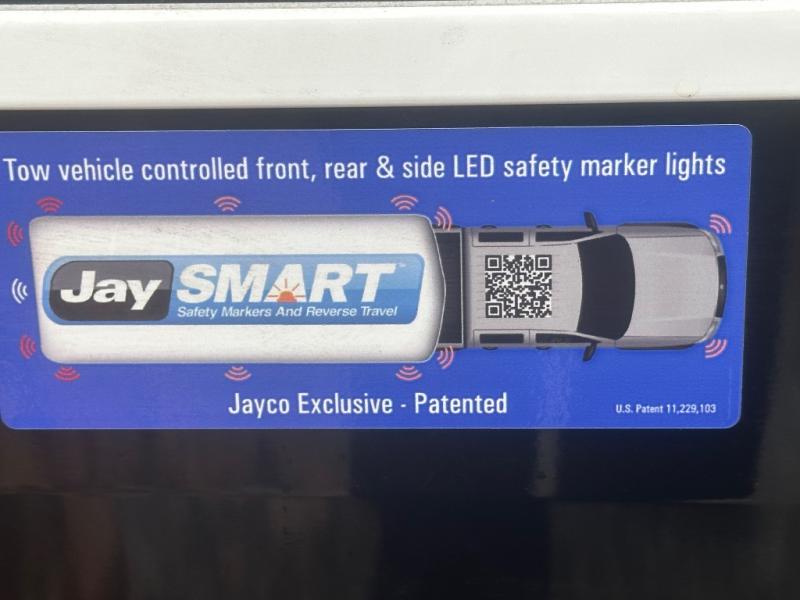 Tow vehicle controlled front, rear & side LED safety marker lights
Jay SMART™
Safety Markers And Reverse Travel
Jayco Exclusive - Patented
U.S. Patent 11,229,103